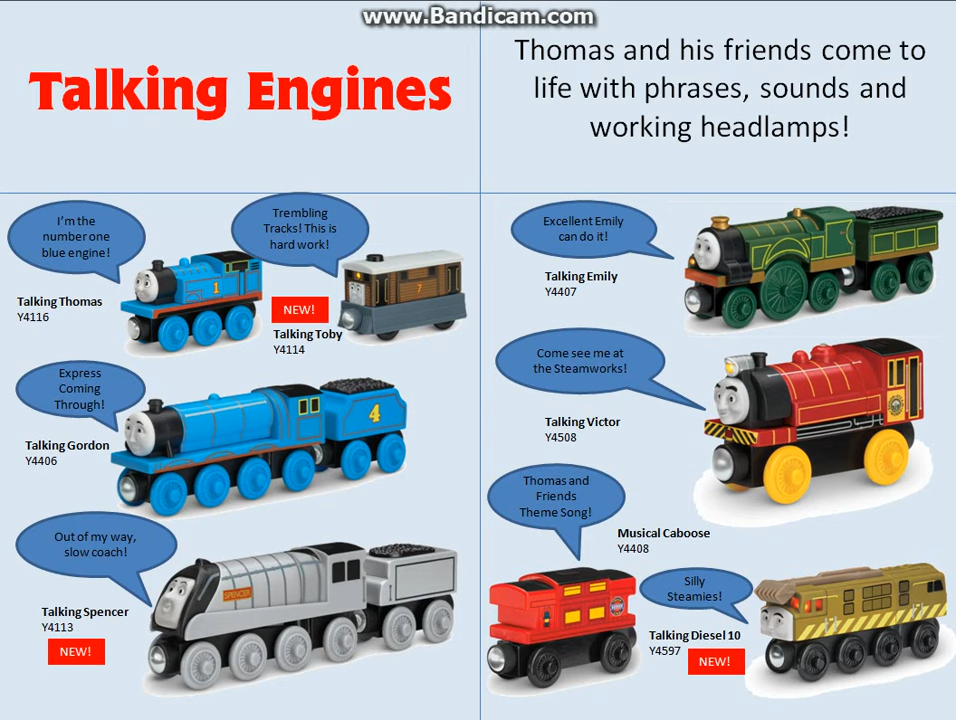 www.Bandicam.com
Talking Engines
Thomas and his friends come to
life with phrases, sounds and
working headlamps!
I'm the
number one
blue engine!
Talking Thomas
Y4116
1
Trembling
Tracks! This is
hard work!
NEW!
Talking Toby
Y4114
7
Express
Coming
Through!
Talking Gordon
Y4406
4
Out of my way,
slow coach!
Talking Spencer
Y4113
NEW!
SPENCER
Excellent Emily
can do it!
Talking Emily
Y4407
Come see me at
the Steamworks!
Talking Victor
Y4508
Thomas and
Friends
Theme Song!
Musical Caboose
Y4408
Silly
Steamies!
Talking Diesel 10
Y4597
NEW!